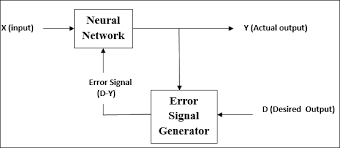 X (input)
Neural
Network
Y (Actual output)
Error Signal
(D-Y)
Error
Signal
Generator
D (Desired Output)